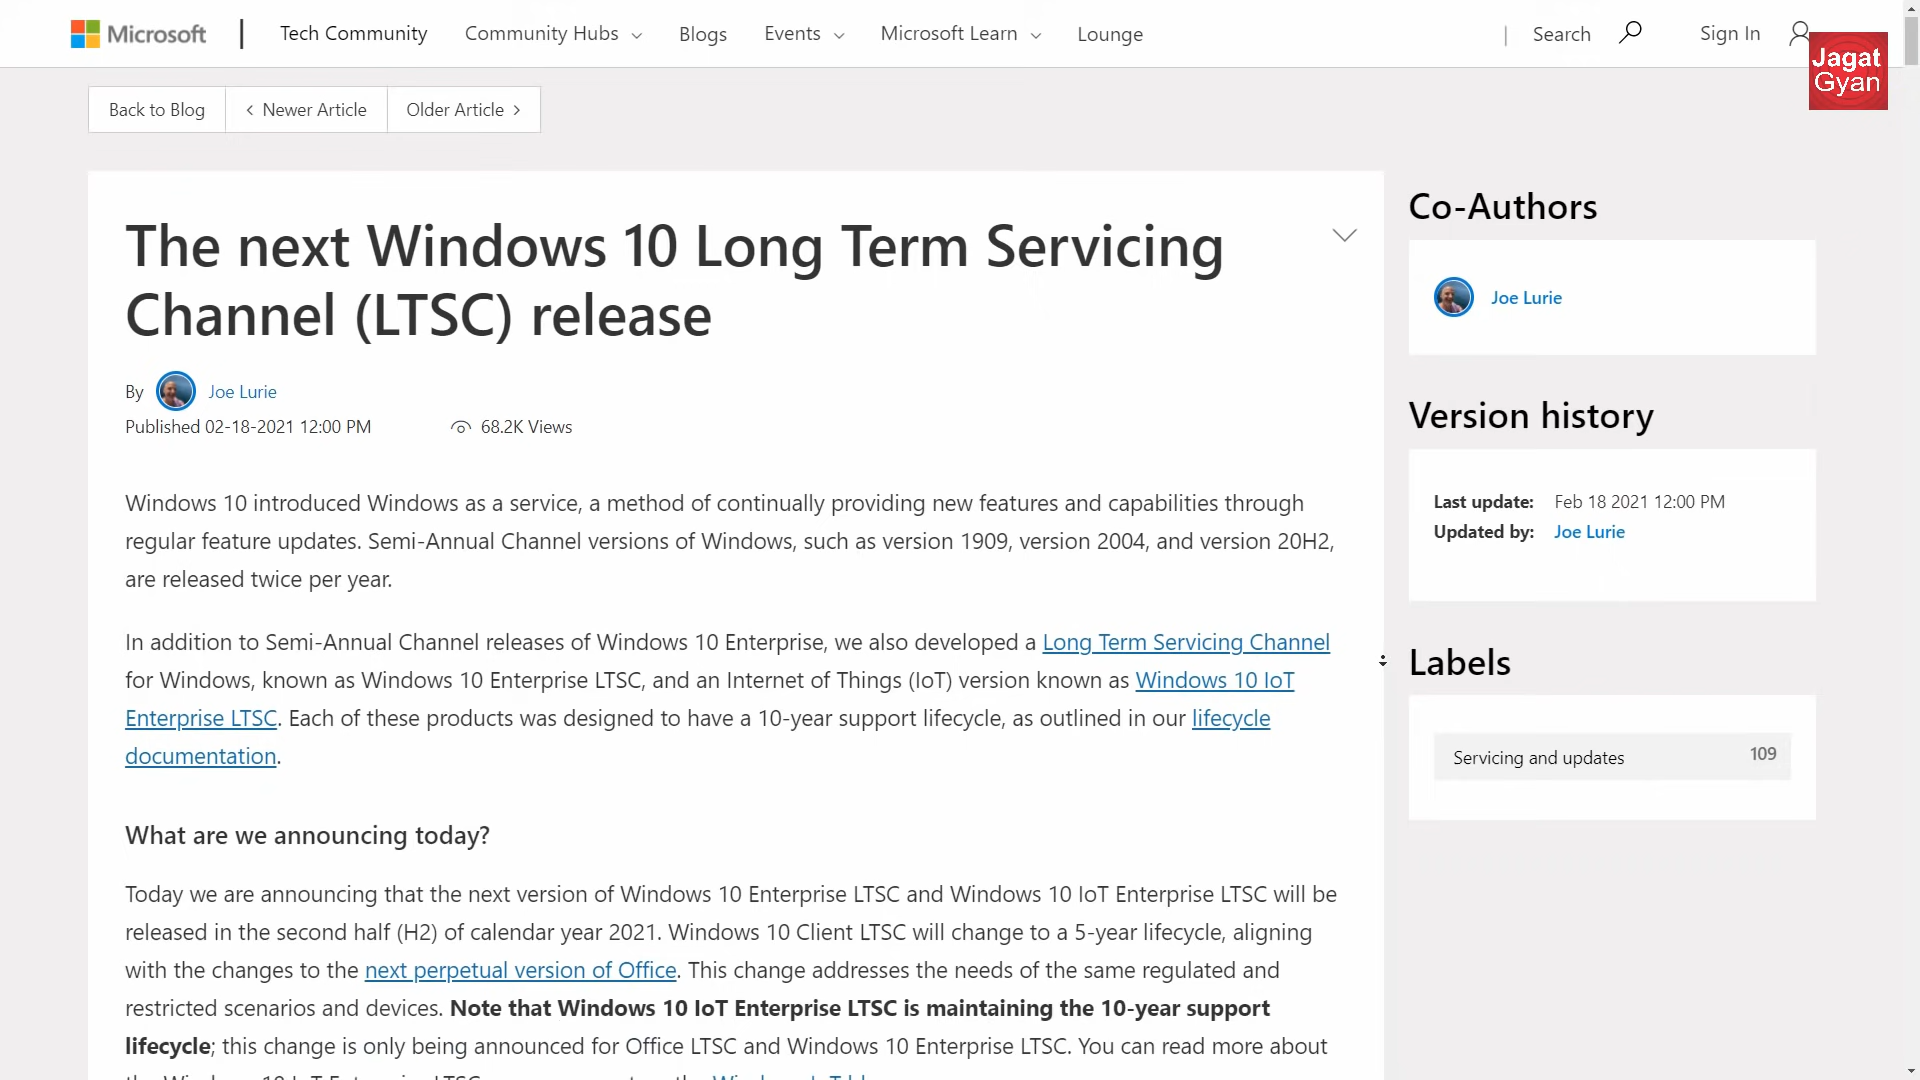 Microsoft
Tech Community
Community Hubs
Blogs
Events
Microsoft Learn
Lounge
Search
Sign In
Jagat
Gyan
Back to Blog
Newer Article
Older Article
The next Windows 10 Long Term Servicing
Channel (LTSC) release
By Joe Lurie
Published 02-18-2021 12:00 PM
68.2K Views
Windows 10 introduced Windows as a service, a method of continually providing new features and capabilities through
regular feature updates. Semi-Annual Channel versions of Windows, such as version 1909, version 2004, and version 20H2,
are released twice per year.
In addition to Semi-Annual Channel releases of Windows 10 Enterprise, we also developed a Long Term Servicing Channel
for Windows, known as Windows 10 Enterprise LTSC, and an Internet of Things (IoT) version known as Windows 10 IoT
Enterprise LTSC. Each of these products was designed to have a 10-year support lifecycle, as outlined in our lifecycle
documentation.
What are we announcing today?
Today we are announcing that the next version of Windows 10 Enterprise LTSC and Windows 10 IoT Enterprise LTSC will be
released in the second half (H2) of calendar year 2021. Windows 10 Client LTSC will change to a 5-year lifecycle, aligning
with the changes to the next perpetual version of Office. This change addresses the needs of the same regulated and
restricted scenarios and devices. Note that Windows 10 IoT Enterprise LTSC is maintaining the 10-year support
lifecycle; this change is only being announced for Office LTSC and Windows 10 Enterprise LTSC. You can read more about
Co-Authors
Joe Lurie
Version history
Last update: Feb 18 2021 12:00 PM
Updated by: Joe Lurie
Labels
Servicing and updates 109